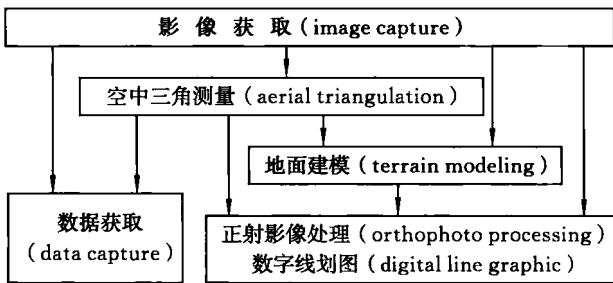 影像获取(image capture)
空中三角测量(aerial triangulation)
地面建模(terrain modeling)
数据获取
(data capture)
正射影像处理(orthophoto processing)
数字线划图(digital line graphic)